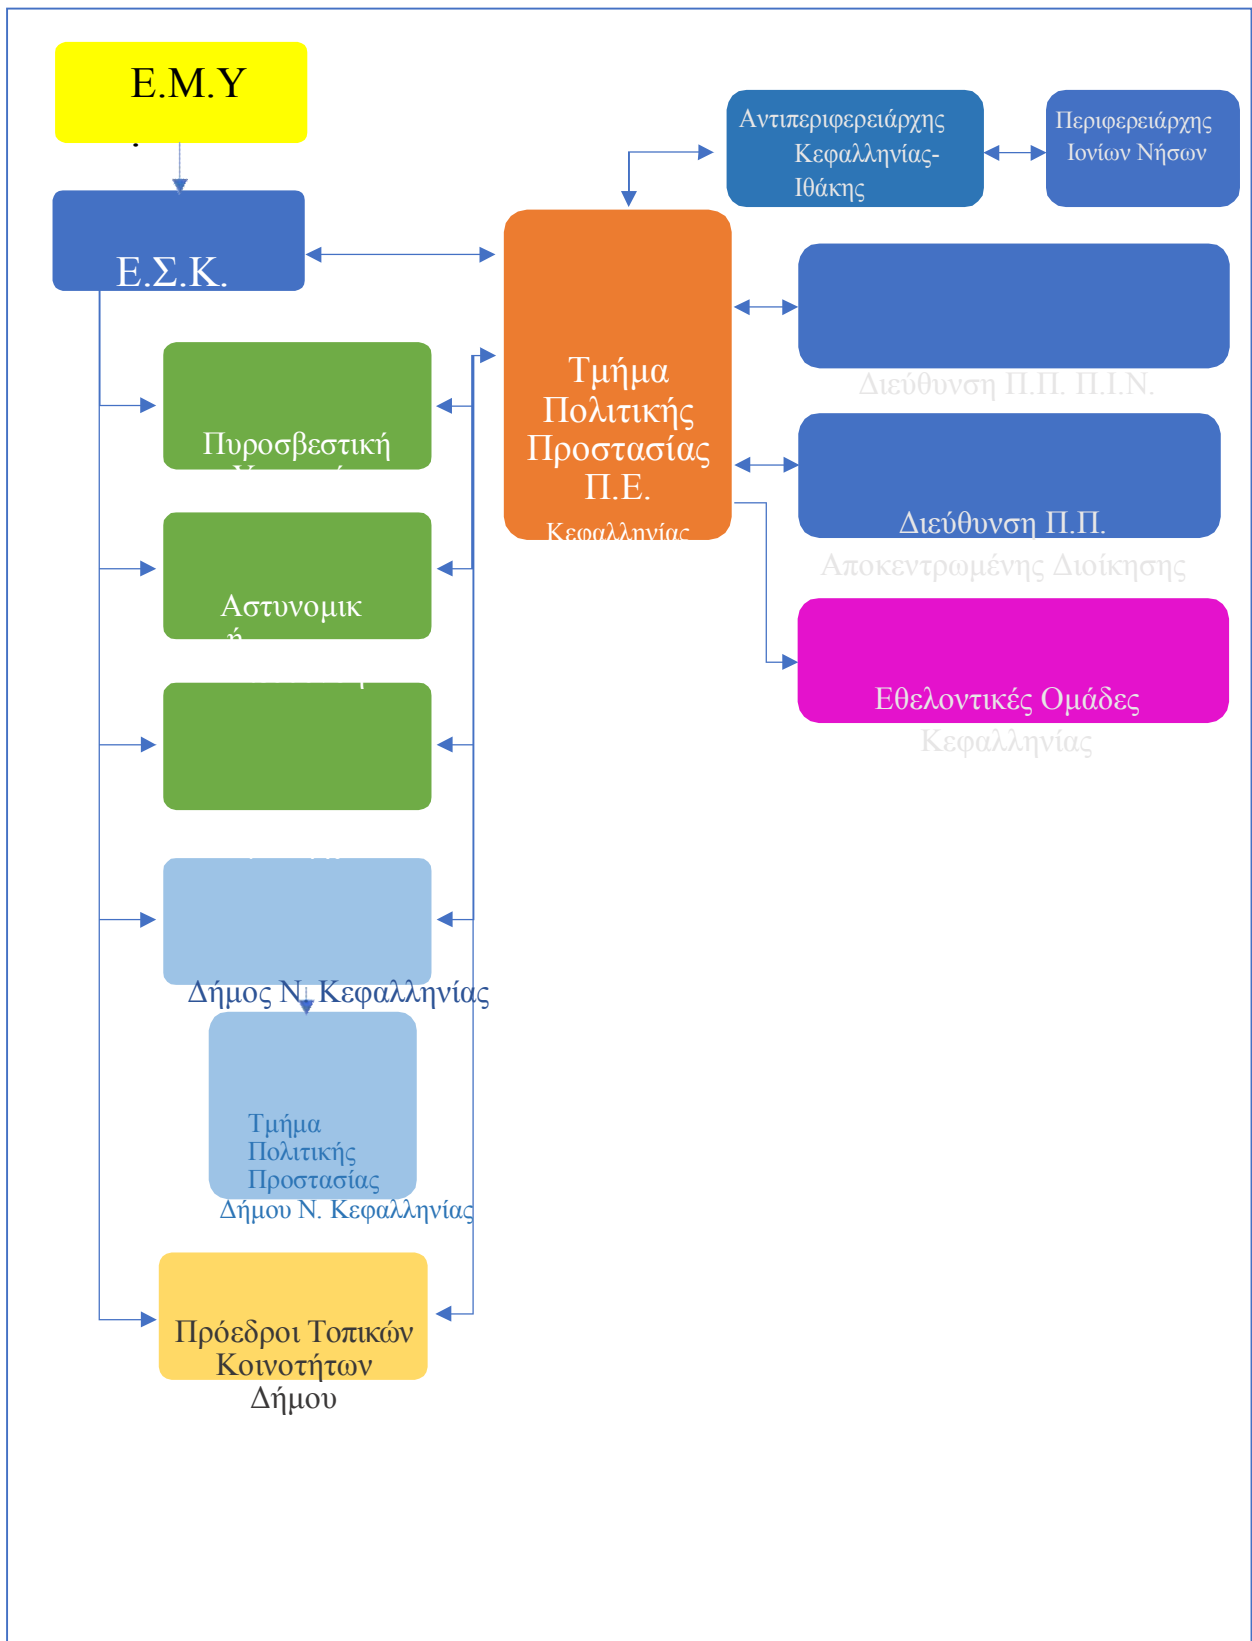 Ε.Μ.Υ
.
Αντιπεριφερειάρχης
Κεφαλληνίας-
Ιθάκης
Περιφερειάρχης
Ιονίων Νήσων
Ε.Σ.Κ.
Τμήμα
Πολιτικής
Προστασίας
Π.Ε.
Κεφαλληνίας
Διεύθυνση Π.Π. Π.Ι.Ν.
Πυροσβεστική
Διεύθυνση Π.Π.
Αποκεντρωμένης Διοίκησης
Αστυνομικ
ή
Εθελοντικές Ομάδες
Κεφαλληνίας
Δήμος Ν. Κεφαλληνίας
Τμήμα
Πολιτικής
Προστασίας
Δήμου Ν. Κεφαλληνίας
Πρόεδροι Τοπικών
Κοινοτήτων
Δήμου